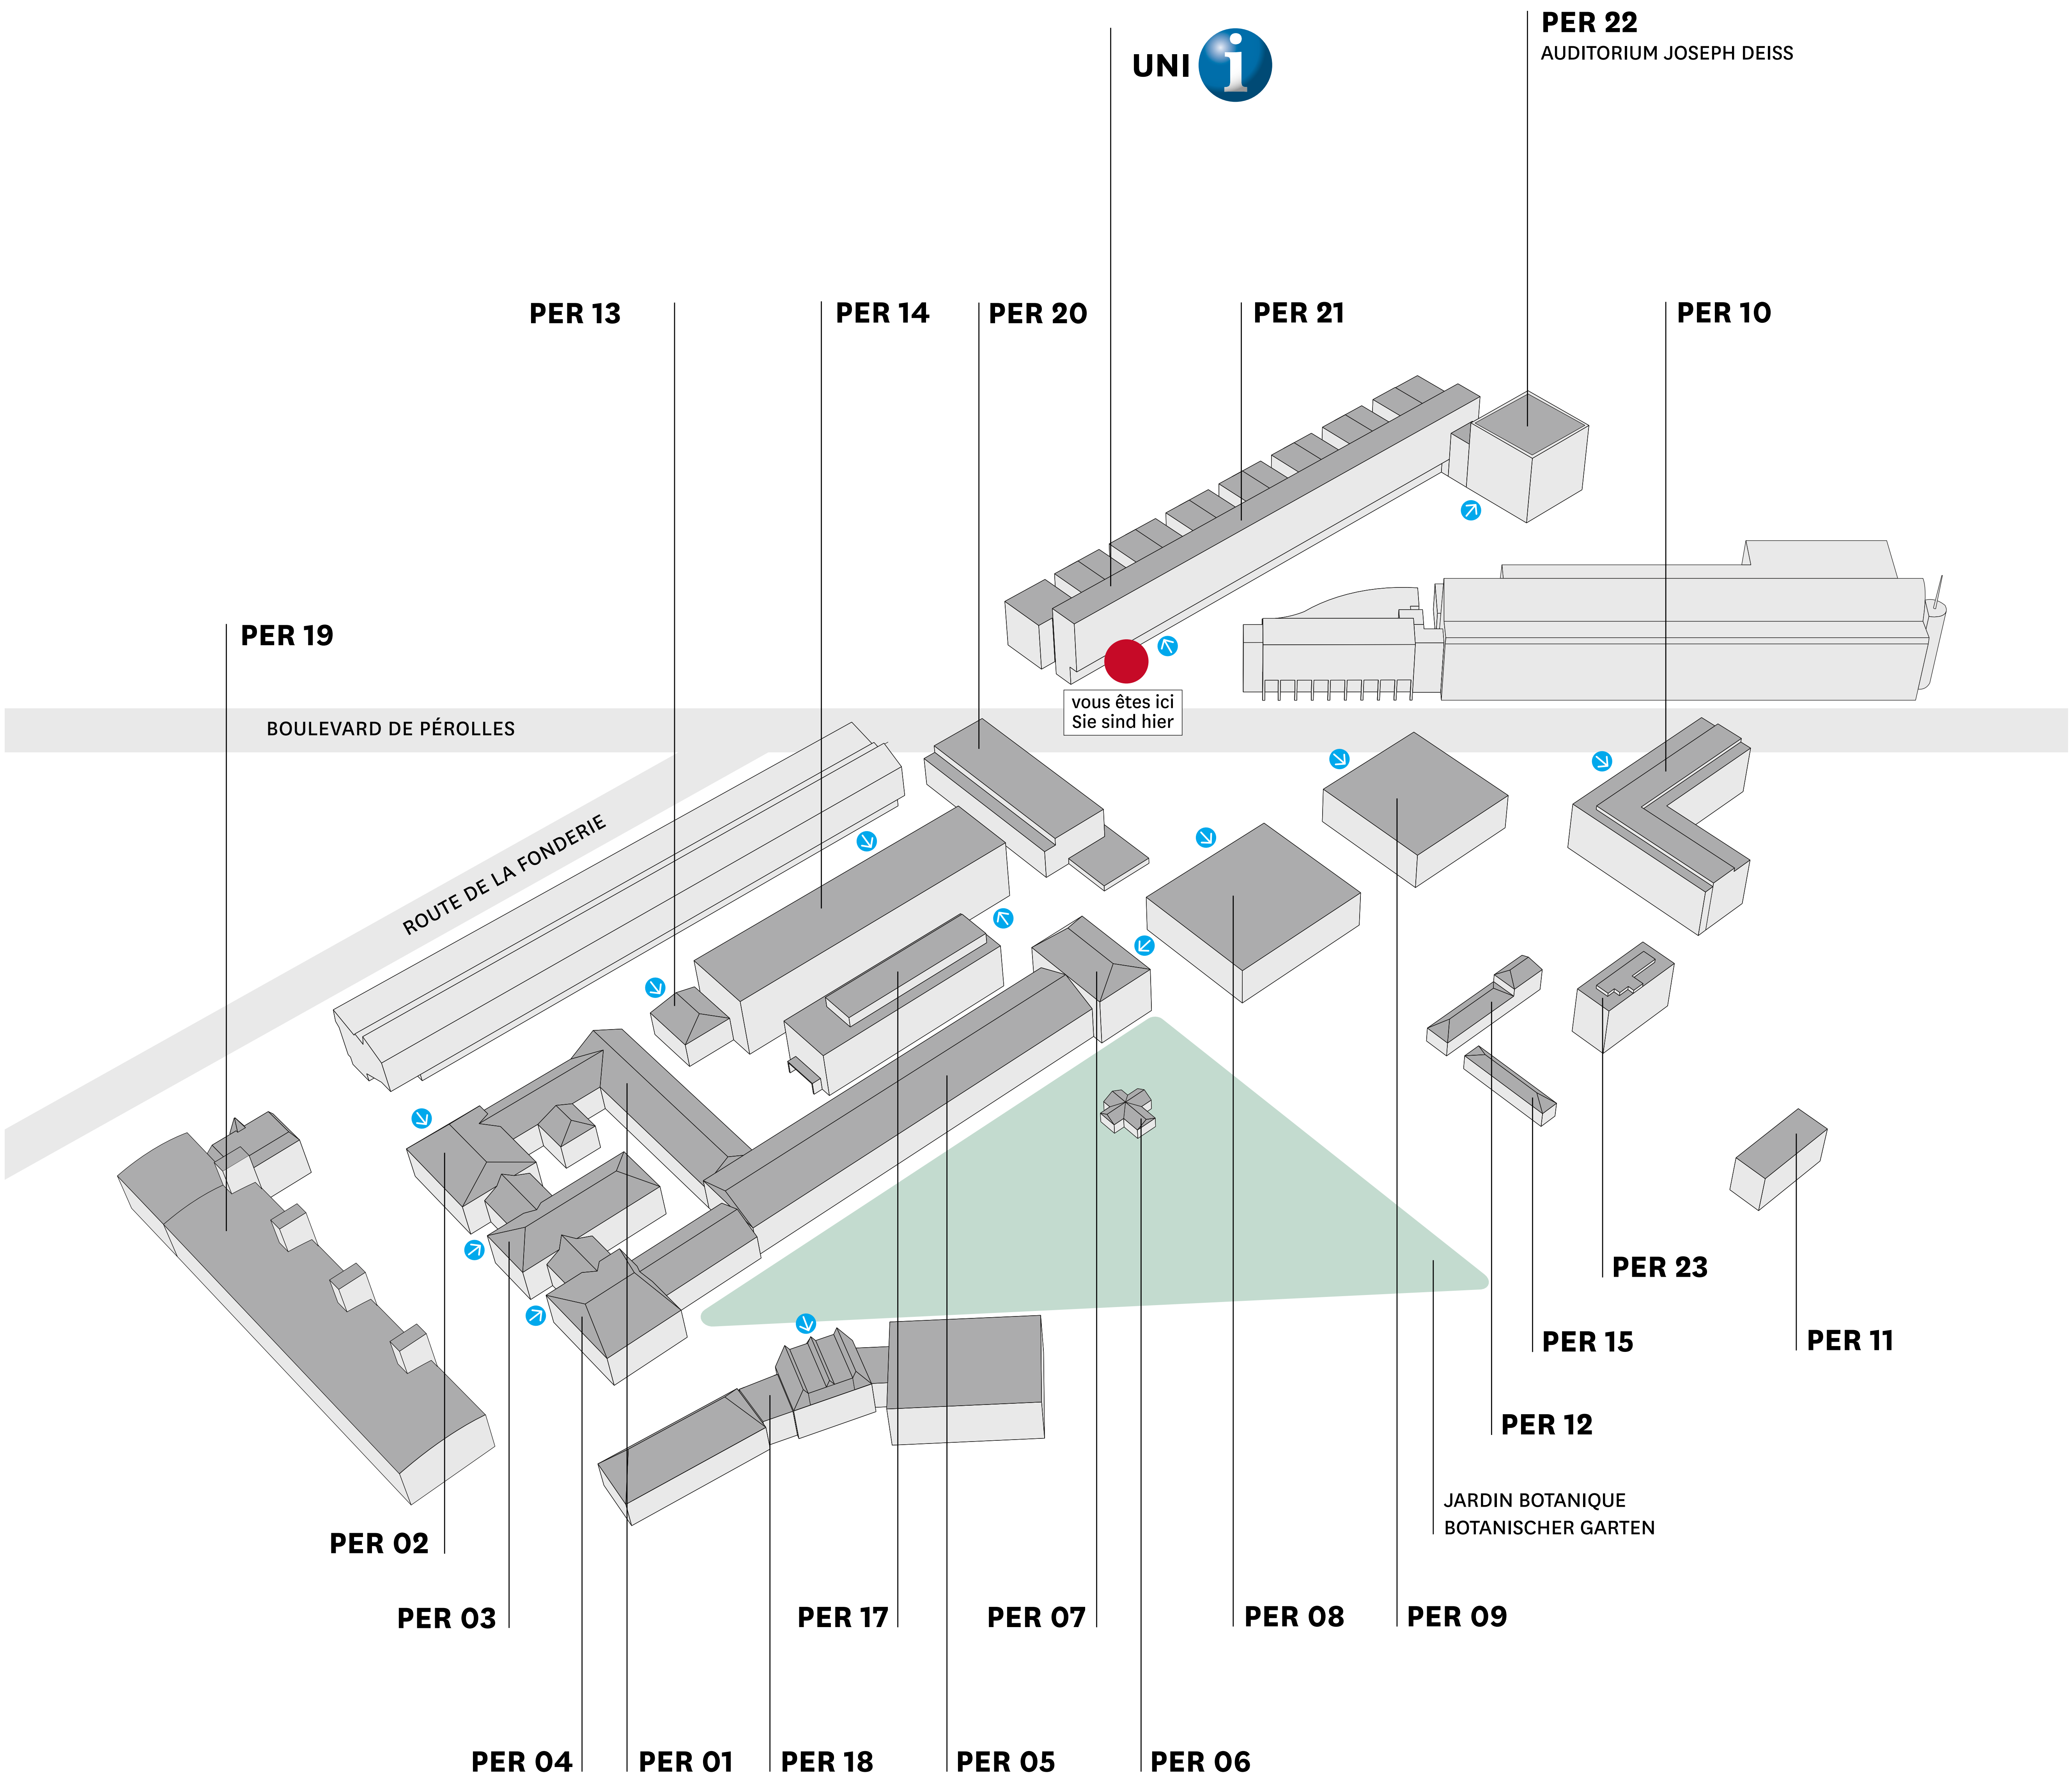 PER 22
AUDITORIUM JOSEPH DEISS
UNI i
PER 13
PER 14
PER 20
PER 21
PER 10
PER 19
vous êtes ici
Sie sind hier
BOULEVARD DE PÉROLLES
ROUTE DE LA FONDERIE
PER 23
PER 15
PER 11
PER 12
JARDIN BOTANIQUE
BOTANISCHER GARTEN
PER 02
PER 03
PER 17
PER 07
PER 08
PER 09
PER 04
PER 01
PER 18
PER 05
PER 06